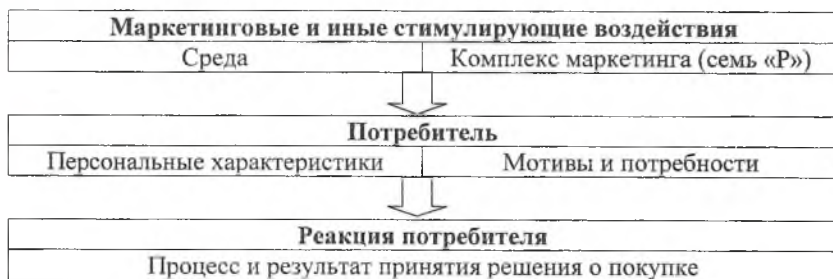 Маркетинговые и иные стимулирующие воздействия
Среда Комплекс маркетинга (семь «Р»)
Потребитель
Персональные характеристики Мотивы и потребности
Реакция потребителя
Процесс и результат принятия решения о покупке